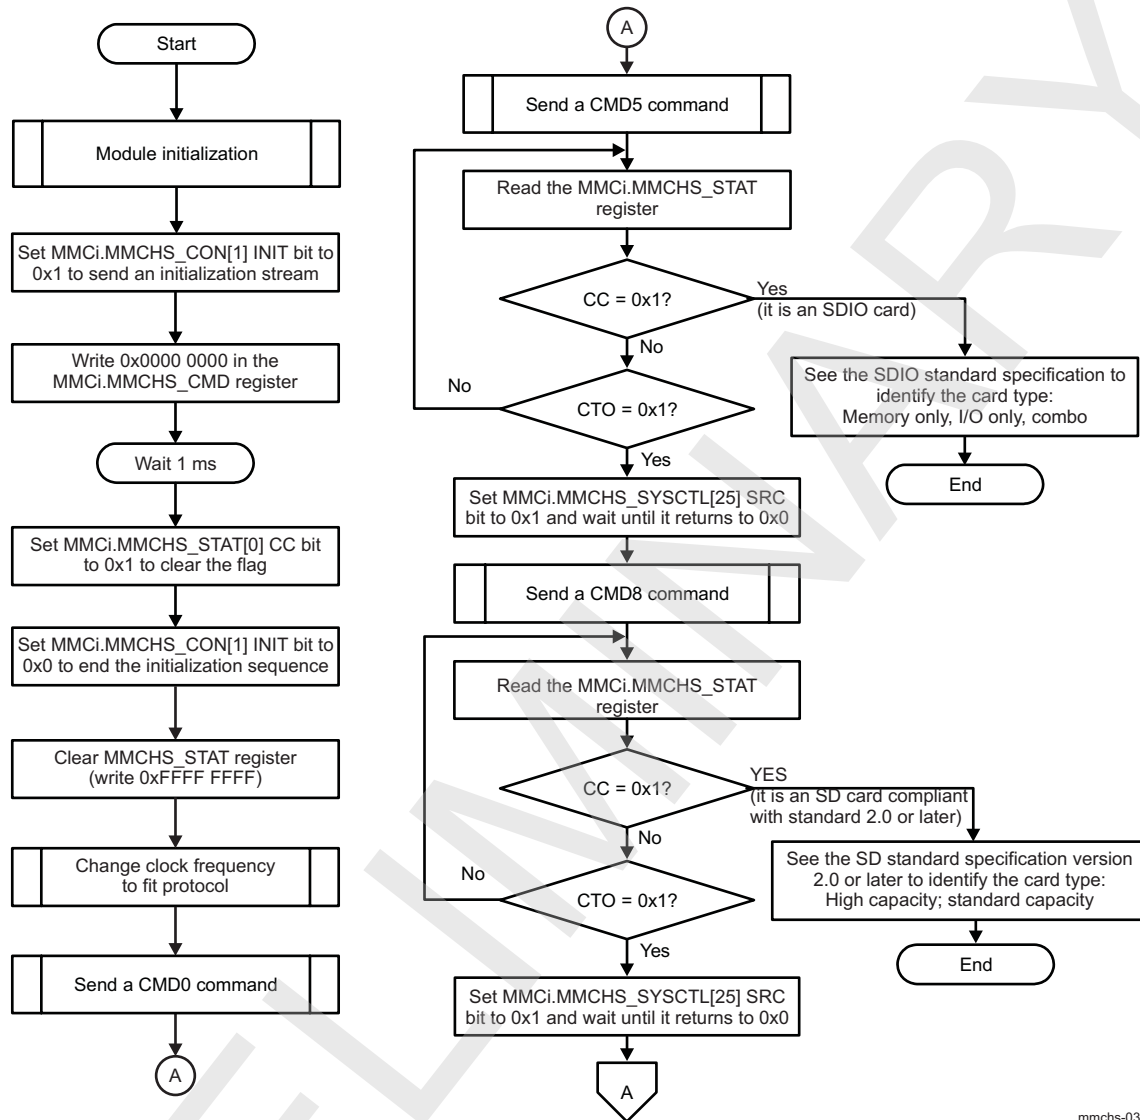 Start
Module initialization
Set MMCi.MMCHS_CON[1] INIT bit to
0x1 to send an initialization stream
Write 0x0000 0000 in the
MMCi.MMCHS_CMD register
Wait 1 ms
Set MMCi.MMCHS_STAT[0] CC bit
to 0x1 to clear the flag
Set MMCi.MMCHS_CON[1] INIT bit to
0x0 to end the initialization sequence
Clear MMCHS_STAT register
(write 0xFFFF FFFF)
Change clock frequency
to fit protocol
Send a CMD0 command
A
A
Send a CMD5 command
Read the MMCi.MMCHS_STAT
register
CC = 0x1?
Yes
(it is an SDIO card)
No
See the SDIO standard specification to
identify the card type:
Memory only, I/O only, combo
End
No
CTO = 0x1?
Yes
Set MMCi.MMCHS_SYSCTL[25] SRC
bit to 0x1 and wait until it returns to 0x0
Send a CMD8 command
Read the MMCi.MMCHS_STAT
register
CC = 0x1?
YES
(it is an SD card compliant
with standard 2.0 or later)
No
See the SD standard specification version
2.0 or later to identify the card type:
High capacity; standard capacity
End
No
CTO = 0x1?
Yes
Set MMCi.MMCHS_SYSCTL[25] SRC
bit to 0x1 and wait until it returns to 0x0
A
mmchs-03
ELIMINARY